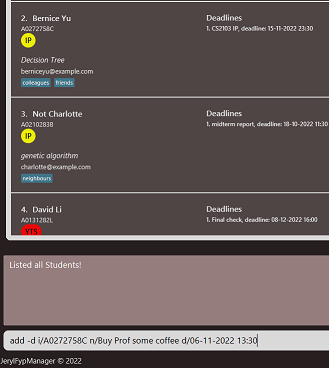 2. Bernice Yu
A0272758C
IP
Decision Tree
berniceyu@example.com
colleagues friends
Deadlines
1. CS2103 IP, deadline: 15-11-2022 23:30
3. Not Charlotte
A0210283B
IP
genetic algorithm
charlotte@example.com
neighbours
Deadlines
1. midterm report, deadline: 18-10-2022 11:30
4. David Li
A0131282L
YTS
Deadlines
1. Final check, deadline: 08-12-2022 16:00
Listed all Students!
add -d i/A0272758C n/Buy Prof some coffee d/06-11-2022 13:30
JerylFypManager © 2022